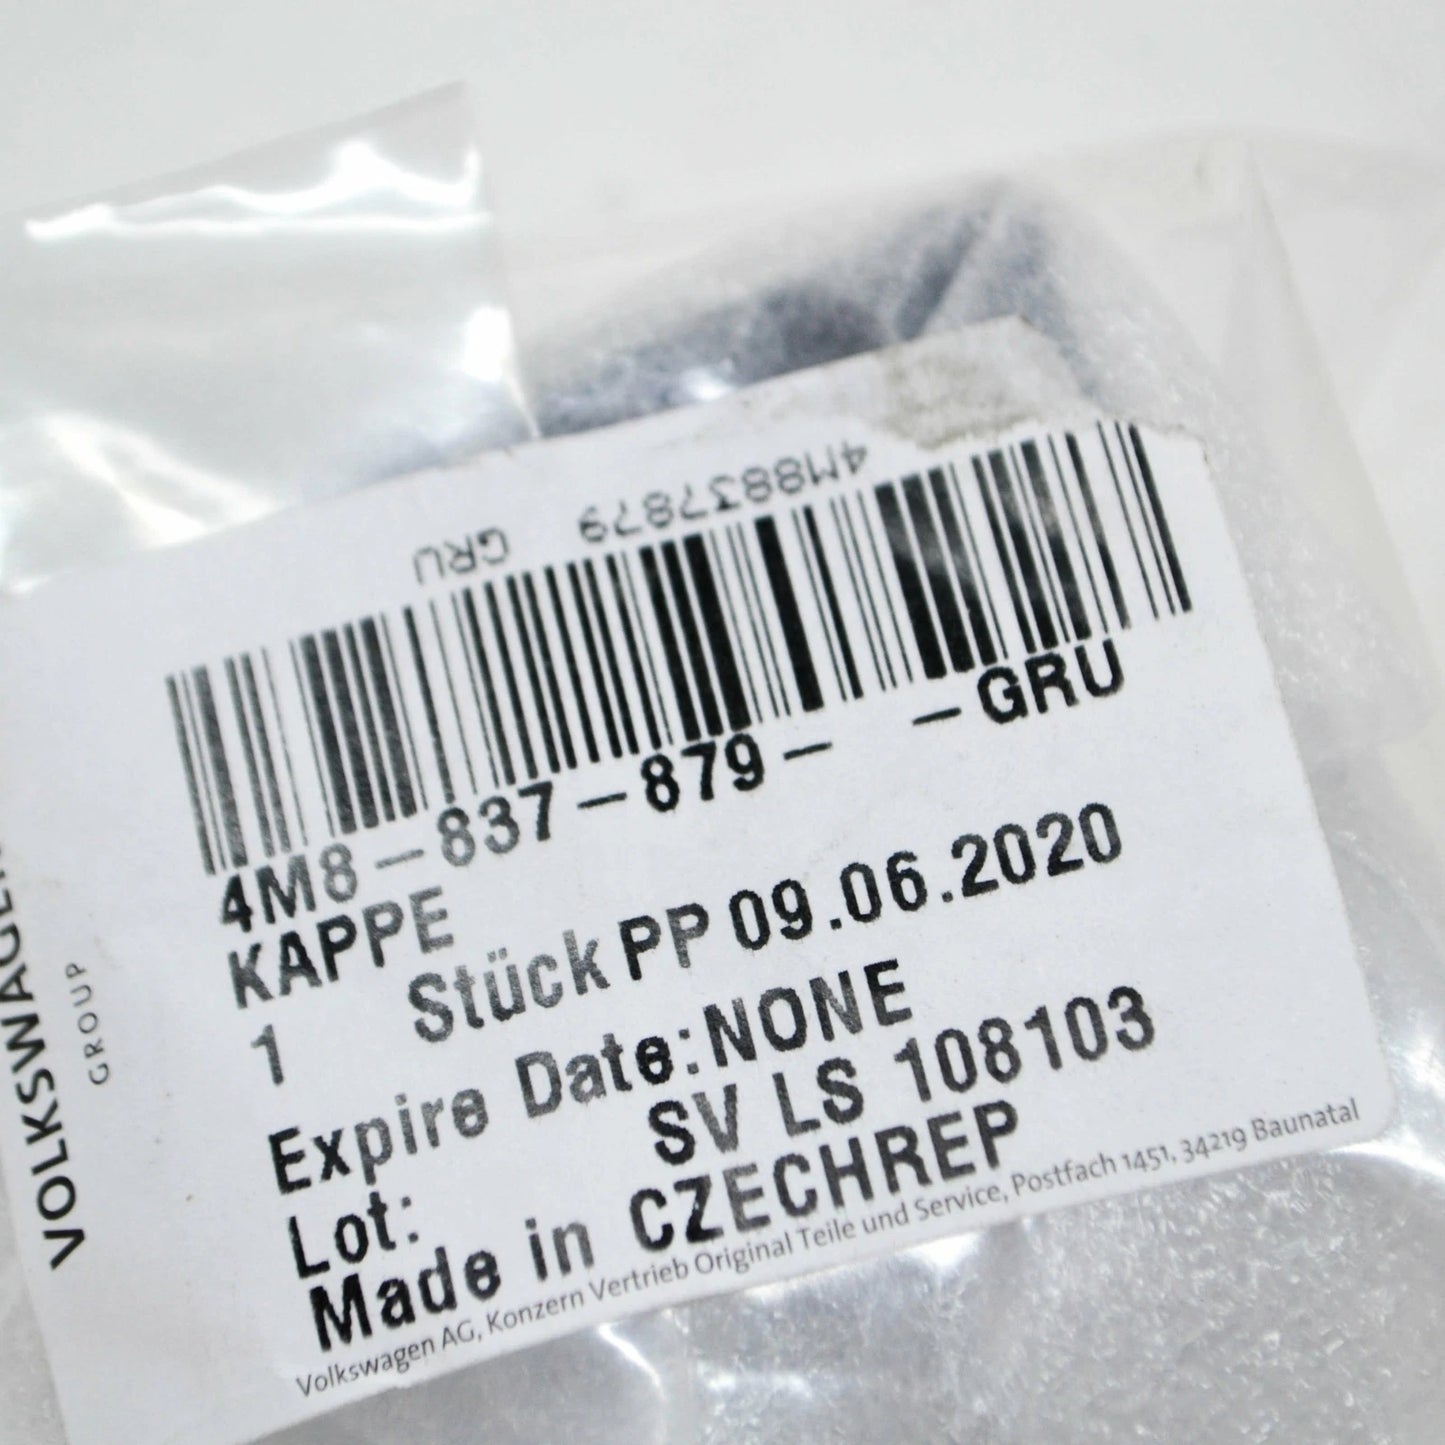 4M8837879 GRU
4M8-837-879- -GRU
KAPPE
1 Stück PP 09.06.2020
Expire Date:NONE
Lot: SV LS 108103
Made in CZECHREP
Volkswagen AG, Konzern Vertrieb Original Teile und Service, Postfach 1451, 34219 Baunatal
GROUP